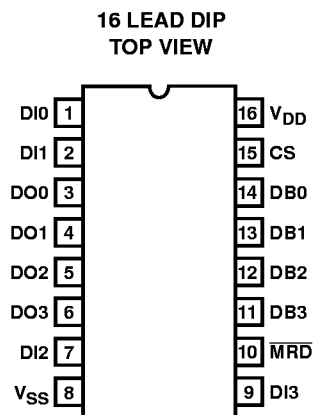 16 LEAD DIP
TOP VIEW
DI0 1 16 VDD
DI1 2 15 CS
DO0 3 14 DB0
DO1 4 13 DB1
DO2 5 12 DB2
DO3 6 11 DB3
DI2 7 10 M̅R̅D̅
VSS 8 9 DI3